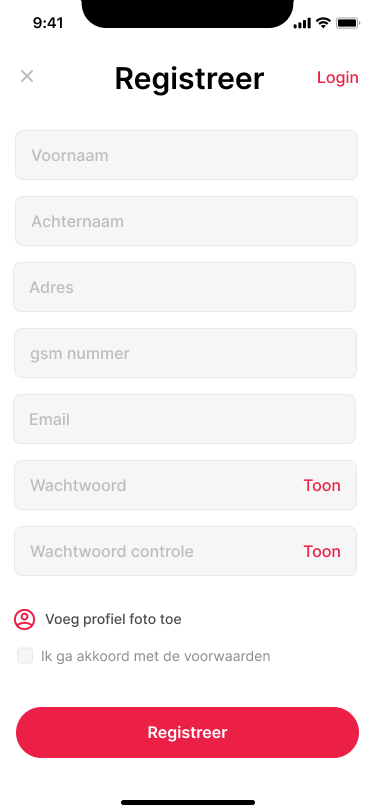 9:41
Registreer
Login
Voornaam
Achternaam
Adres
gsm nummer
Email
Wachtwoord Toon
Wachtwoord controle Toon
Voeg profiel foto toe
Ik ga akkoord met de voorwaarden
Registreer